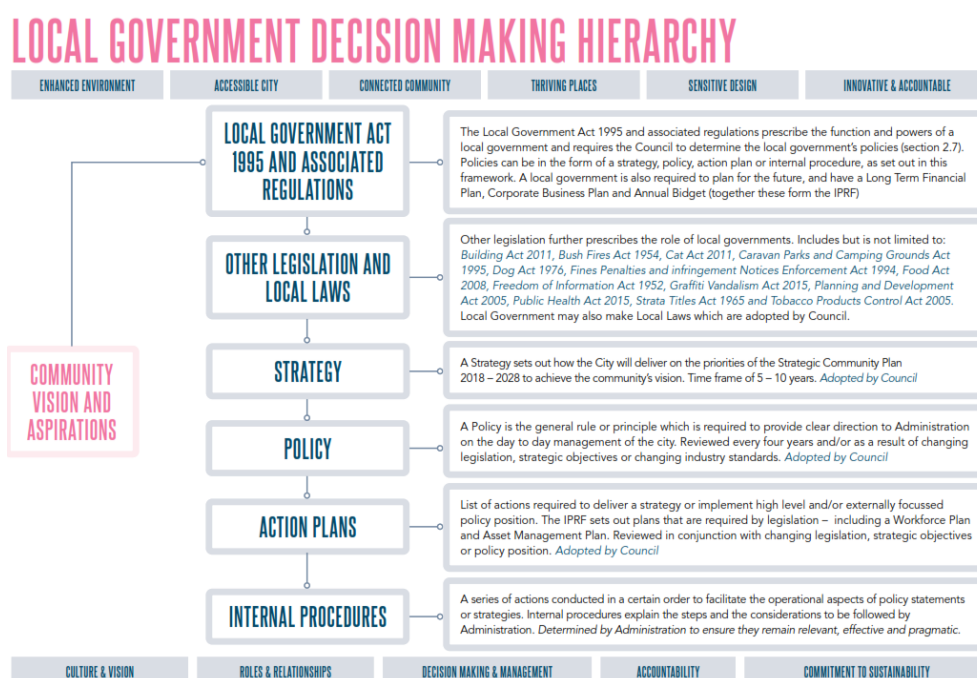 LOCAL GOVERNMENT DECISION MAKING HIERARCHY
ENHANCED ENVIRONMENT
ACCESSIBLE CITY
CONNECTED COMMUNITY
THRIVING PLACES
SENSITIVE DESIGN
INNOVATIVE & ACCOUNTABLE
COMMUNITY
VISION AND
ASPIRATIONS
LOCAL GOVERNMENT ACT
1995 AND ASSOCIATED
REGULATIONS
The Local Government Act 1995 and associated regulations prescribe the function and powers of a
local government and requires the Council to determine the local government's policies (section 2.7).
Policies can be in the form of a strategy, policy, action plan or internal procedure, as set out in this
framework. A local government is also required to plan for the future, and have a Long Term Financial
Plan, Corporate Business Plan and Annual Budget (together these form the IPRF)
OTHER LEGISLATION AND
LOCAL LAWS
Other legislation further prescribes the role of local governments. Includes but is not limited to:
Building Act 2011, Bush Fires Act 1954, Cat Act 2011, Caravan Parks and Camping Grounds Act
1995, Dog Act 1976, Fines Penalties and infringement Notices Enforcement Act 1994, Food Act
2008, Freedom of Information Act 1952, Graffiti Vandalism Act 2015, Planning and Development
Act 2005, Public Health Act 2015, Strata Titles Act 1965 and Tobacco Products Control Act 2005.
Local Government may also make Local Laws which are adopted by Council.
STRATEGY
A Strategy sets out how the City will deliver on the priorities of the Strategic Community Plan
2018 – 2028 to achieve the community's vision. Time frame of 5 – 10 years. Adopted by Council
POLICY
A Policy is the general rule or principle which is required to provide clear direction to Administration
on the day to day management of the city. Reviewed every four years and/or as a result of changing
legislation, strategic objectives or changing industry standards. Adopted by Council
ACTION PLANS
List of actions required to deliver a strategy or implement high level and/or externally focussed
policy position. The IPRF sets out plans that are required by legislation – including a Workforce Plan
and Asset Management Plan. Reviewed in conjunction with changing legislation, strategic objectives
or policy position. Adopted by Council
INTERNAL PROCEDURES
A series of actions conducted in a certain order to facilitate the operational aspects of policy statements
or strategies. Internal procedures explain the steps and the considerations to be followed by
Administration. Determined by Administration to ensure they remain relevant, effective and pragmatic.
CULTURE & VISION
ROLES & RELATIONSHIPS
DECISION MAKING & MANAGEMENT
ACCOUNTABILITY
COMMITMENT TO SUSTAINABILITY